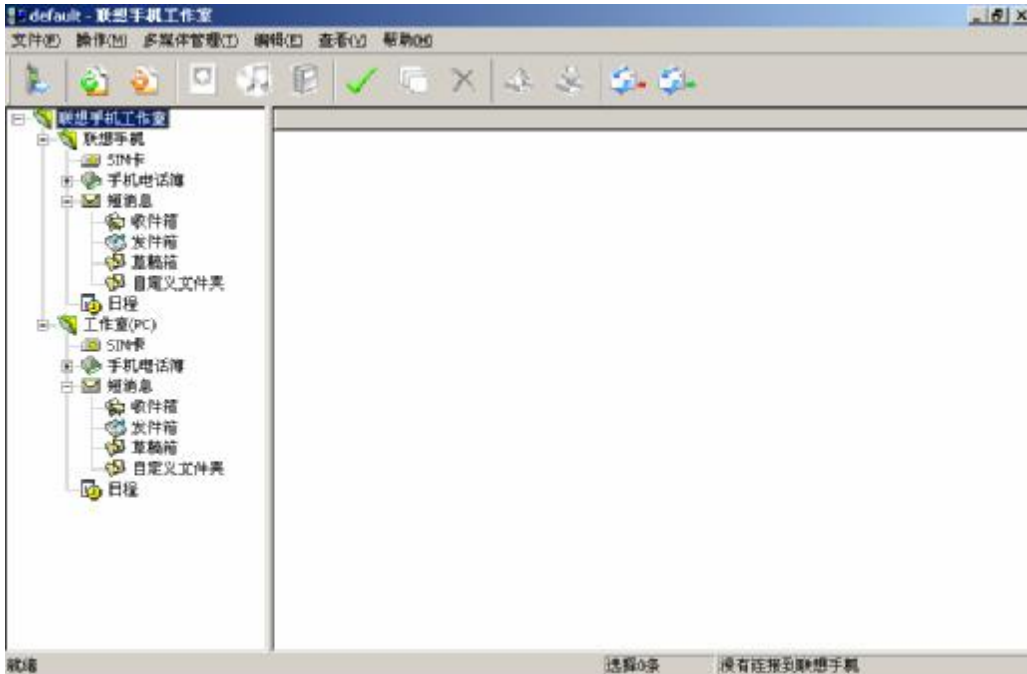 default - 联想手机工作室
文件(F) 操作(M) 多媒体管理(T) 编辑(E) 查看(V) 帮助(H)
联想手机工作室
联想手机
SIM卡
手机电话簿
短消息
收件箱
发件箱
草稿箱
自定义文件夹
日程
工作室(PC)
SIM卡
手机电话簿
短消息
收件箱
发件箱
草稿箱
自定义文件夹
日程
就绪 选择0条 没有连接到联想手机